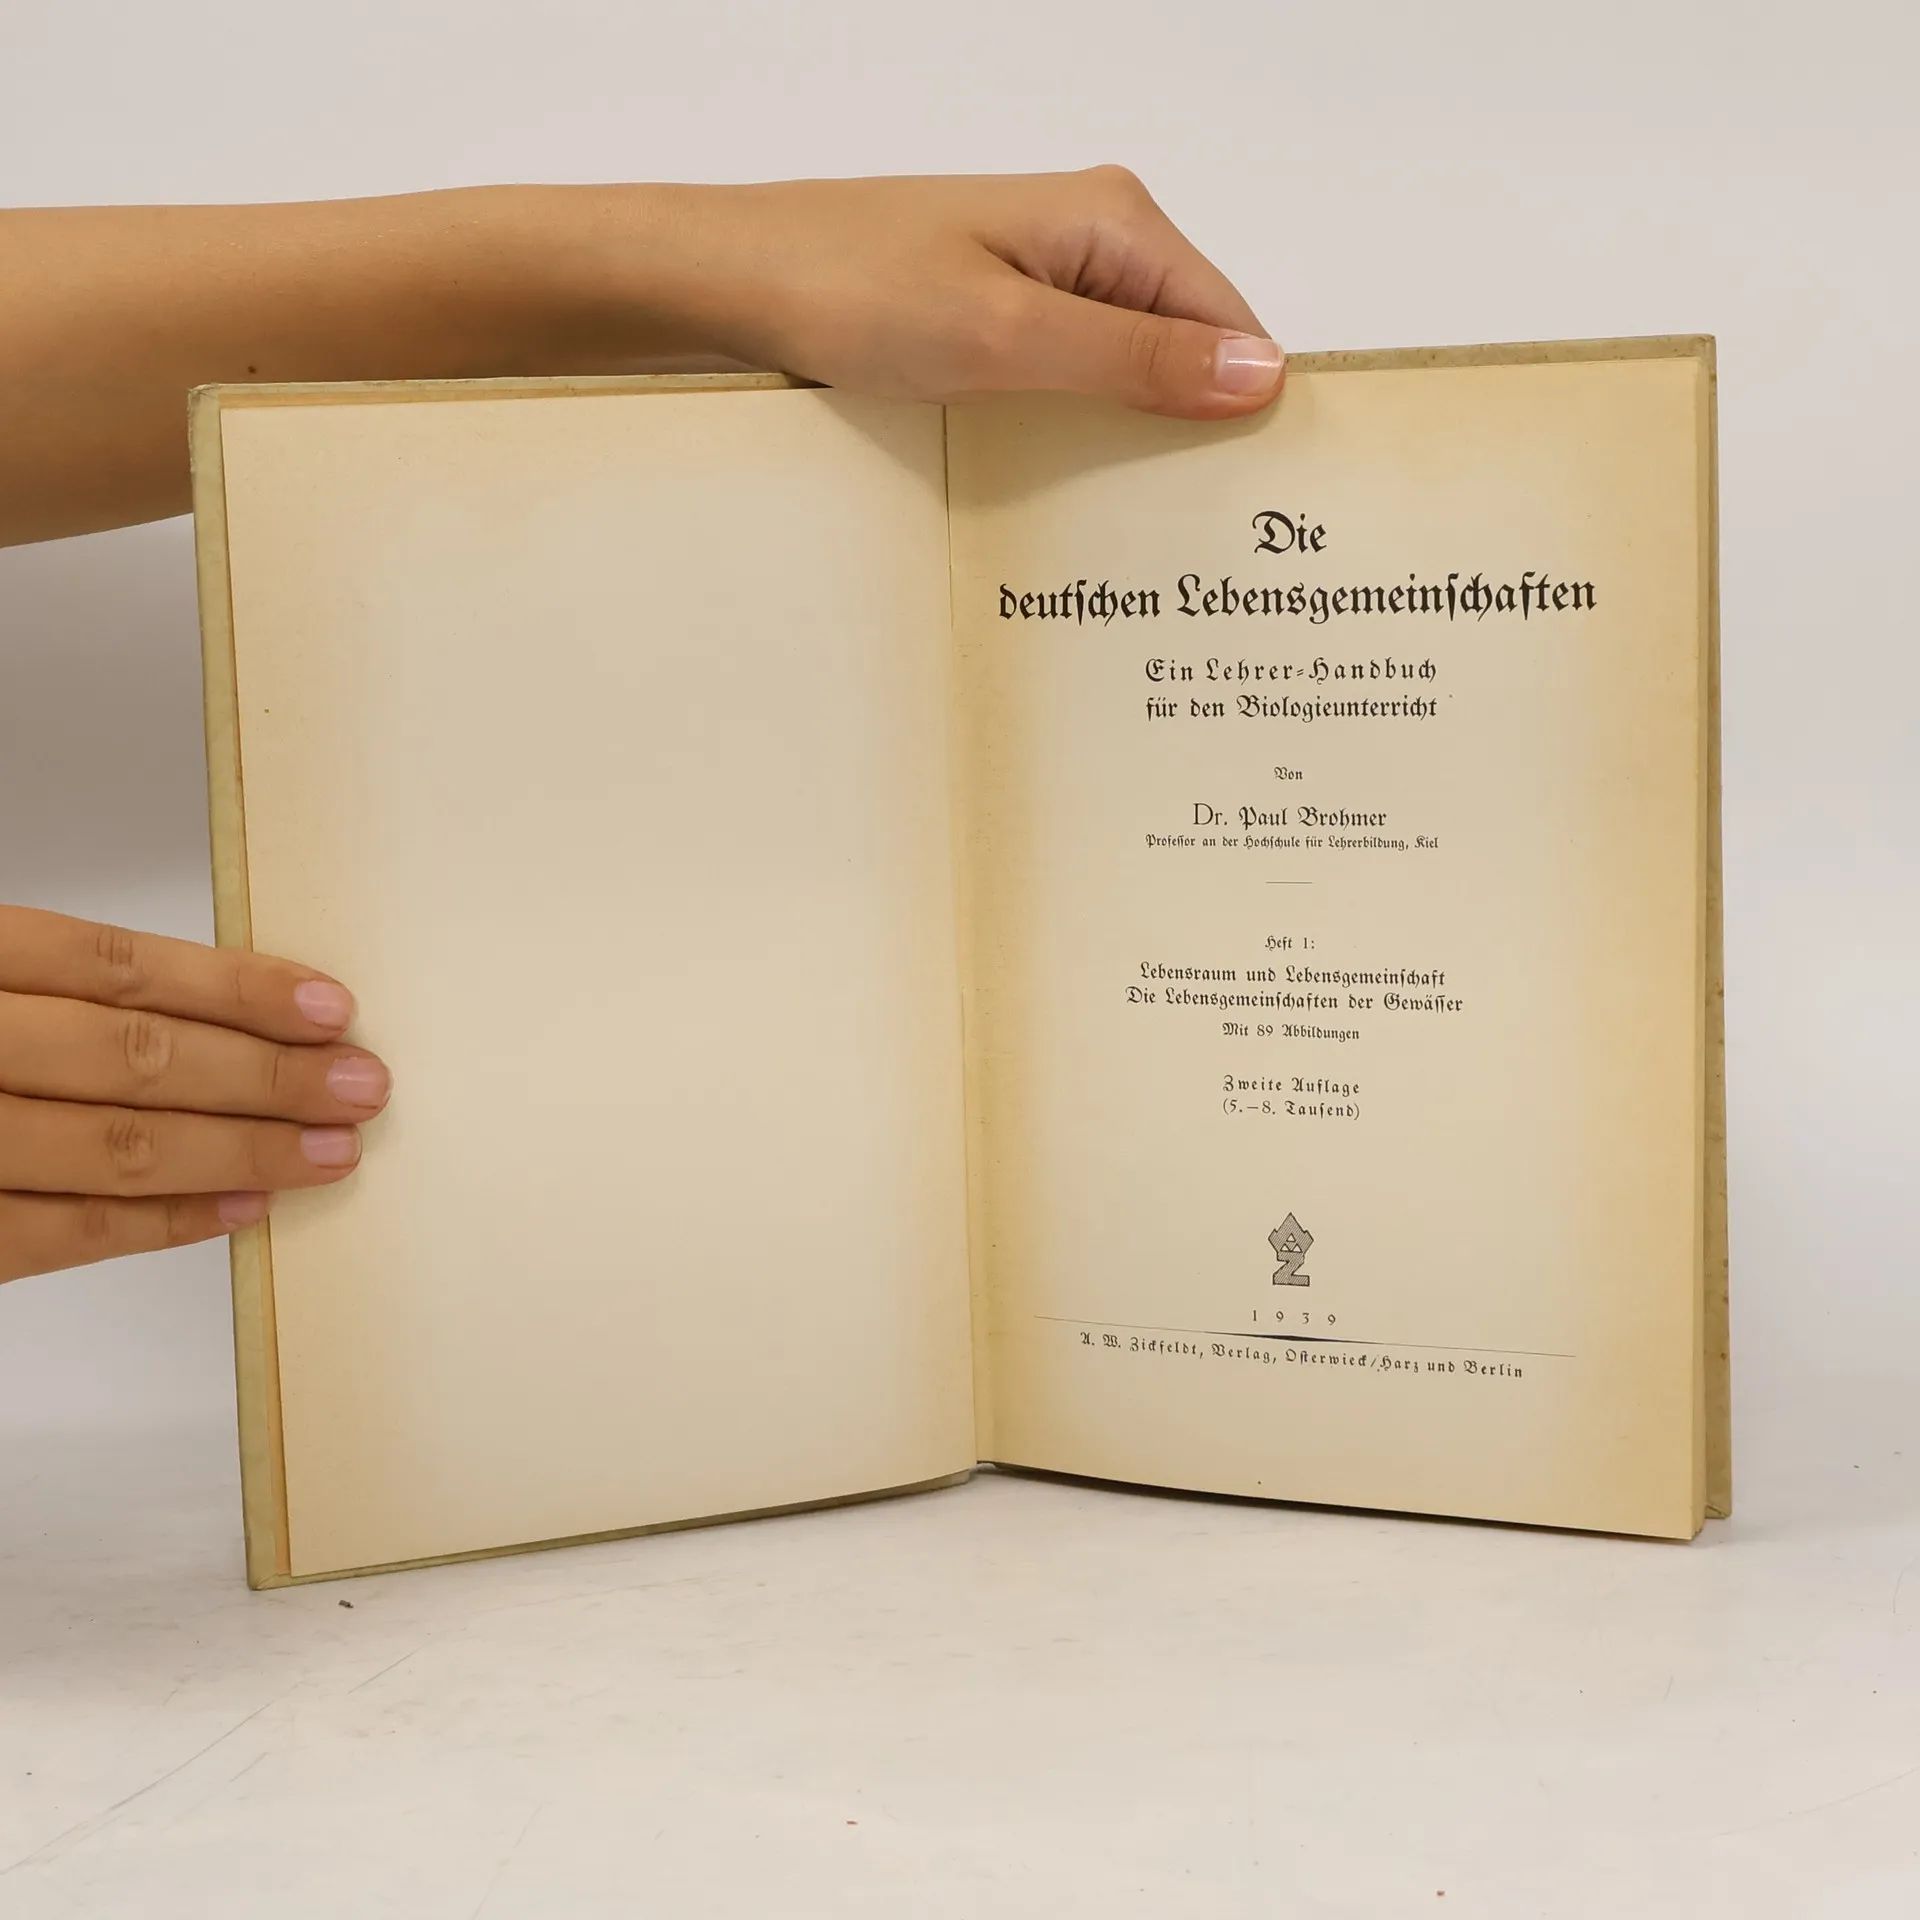 Die
deutſchen Lebensgemeinſchaften
Ein Lehrer-Handbuch
für den Biologieunterricht
Von
Dr. Paul Brohmer
Profeſſor an der Hochſchule für Lehrerbildung, Kiel
Heft 1:
Lebensraum und Lebensgemeinſchaft
Die Lebensgemeinſchaften der Gewäſſer
Mit 89 Abbildungen
Zweite Auflage
(5.—8. Tauſend)
AZ
1939
A. W. Zickfeldt, Verlag, Oſterwieck/Harz und Berlin